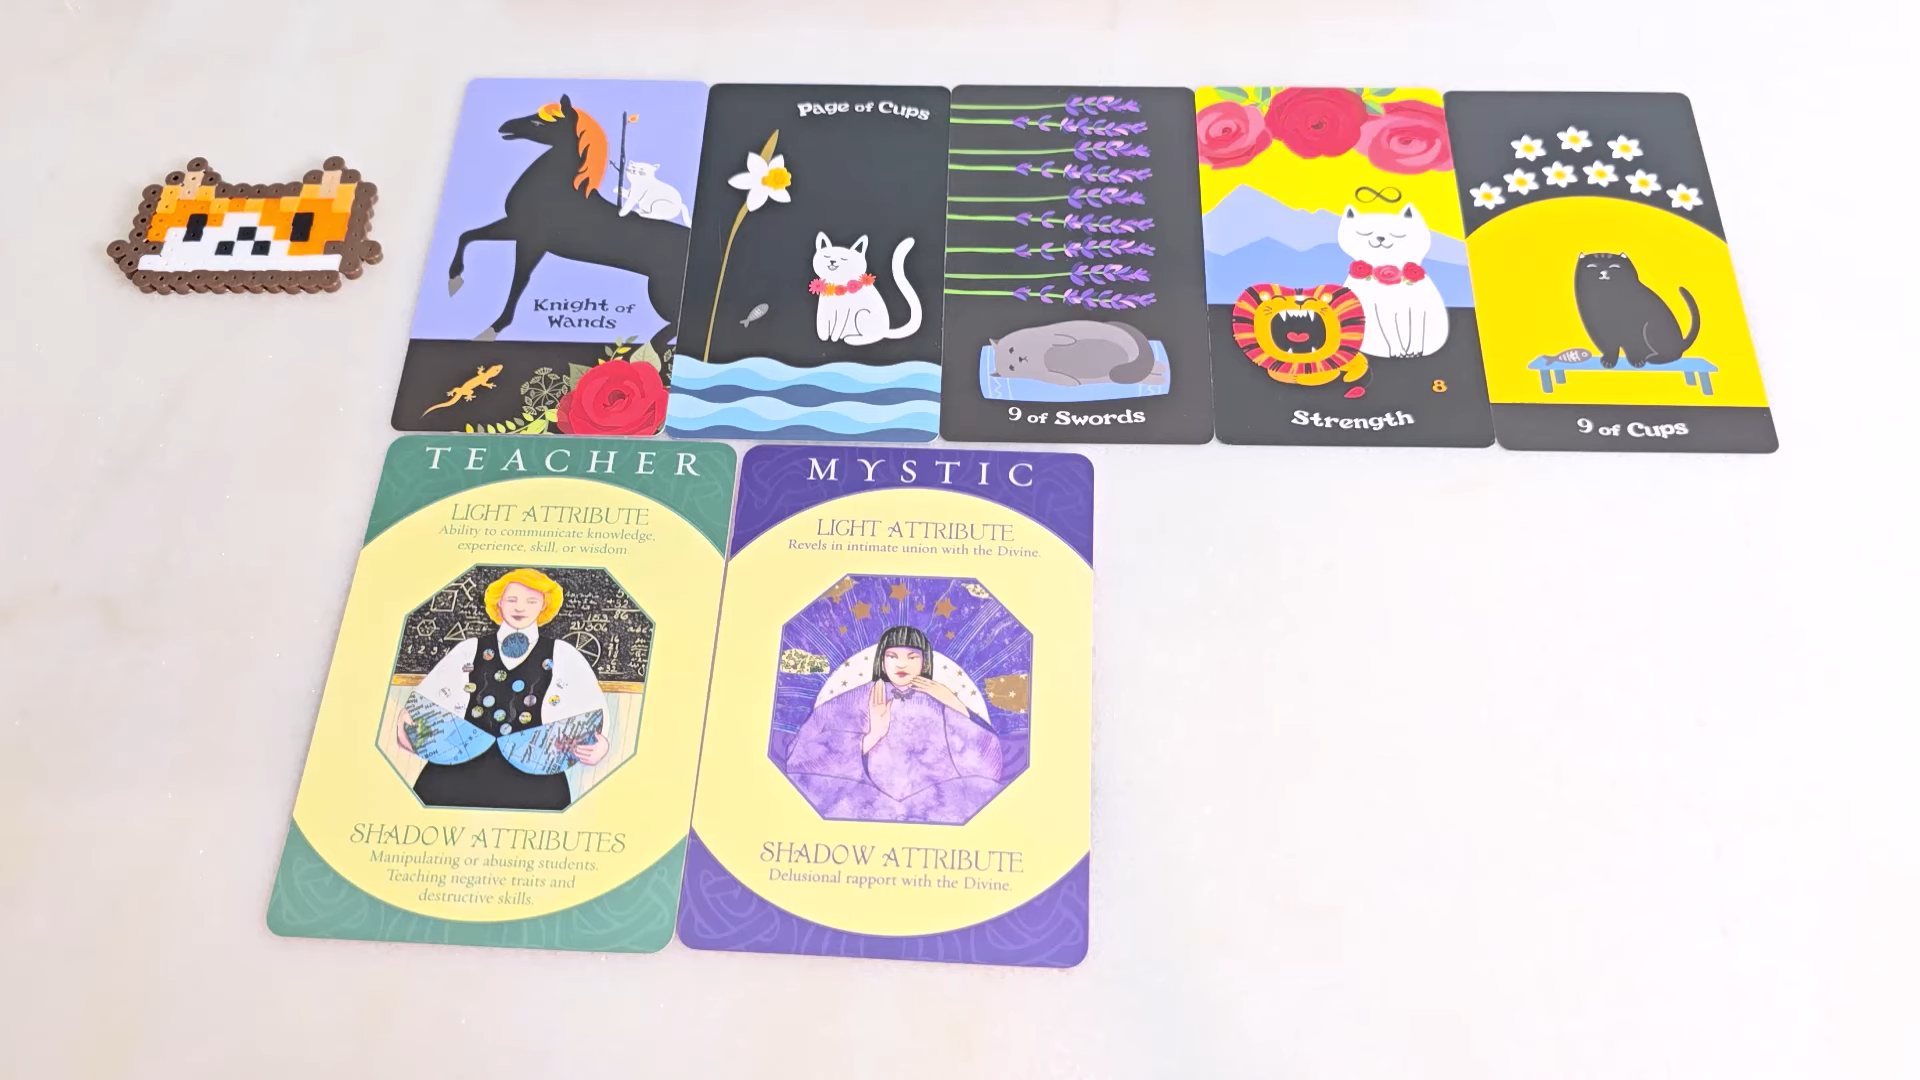 Knight of
Wands
Page of Cups
9 of Swords
8
Strength
9 of Cups
TEACHER
LIGHT ATTRIBUTE
Ability to communicate knowledge,
experience, skill, or wisdom.
SHADOW ATTRIBUTES
Manipulating or abusing students.
Teaching negative traits and
destructive skills.
MYSTIC
LIGHT ATTRIBUTE
Revels in intimate union with the Divine.
SHADOW ATTRIBUTE
Delusional rapport with the Divine.